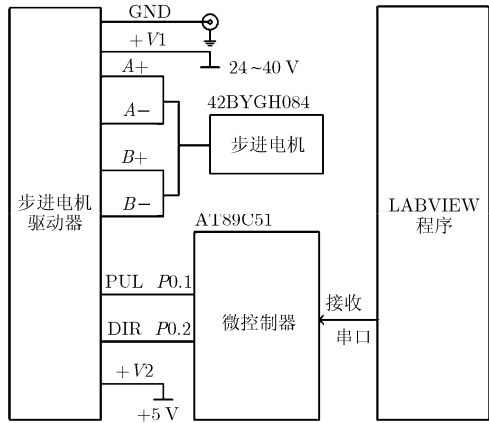 GND
+V1
24~40 V
A+
A−
42BYGH084
步进电机
B+
B−
步进电机
驱动器
LABVIEW
程序
AT89C51
PUL P0.1
接收
微控制器
串口
DIR P0.2
+V2
+5 V